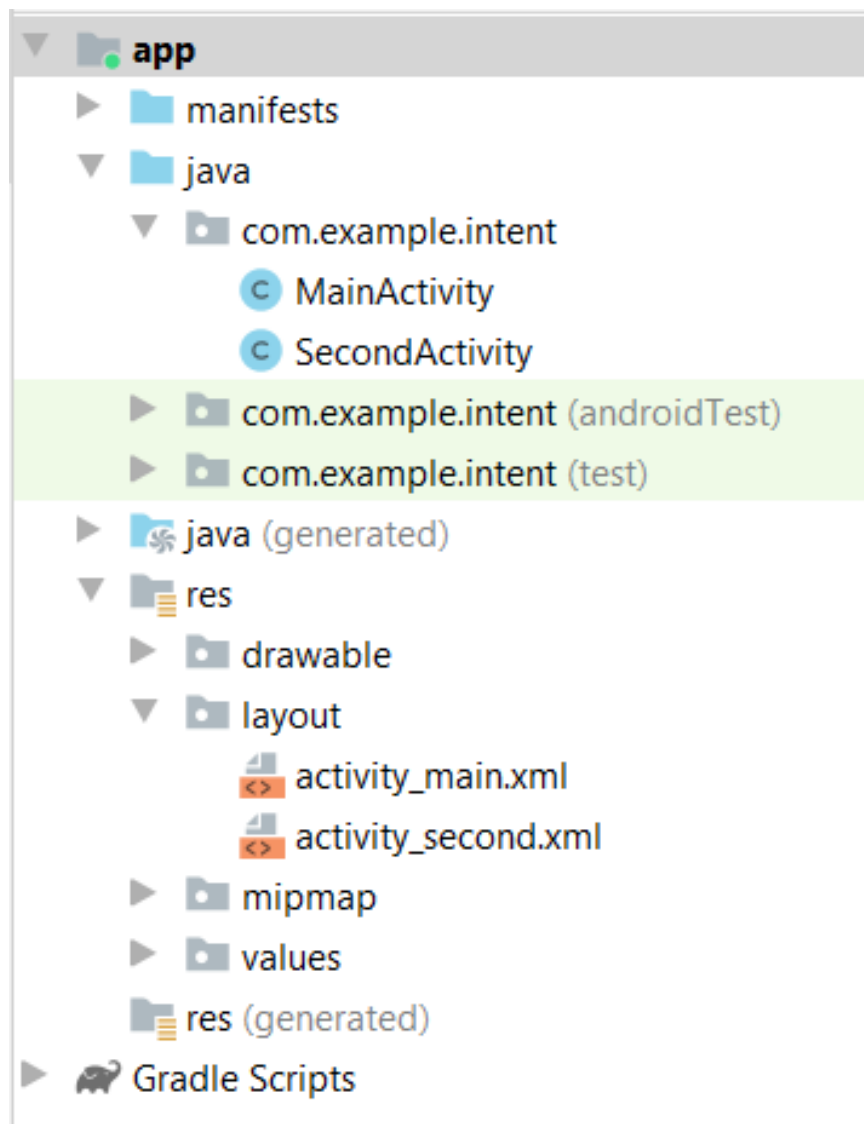 app
manifests
java
com.example.intent
C MainActivity
C SecondActivity
com.example.intent (androidTest)
com.example.intent (test)
java (generated)
res
drawable
layout
<> activity_main.xml
<> activity_second.xml
mipmap
values
res (generated)
Gradle Scripts